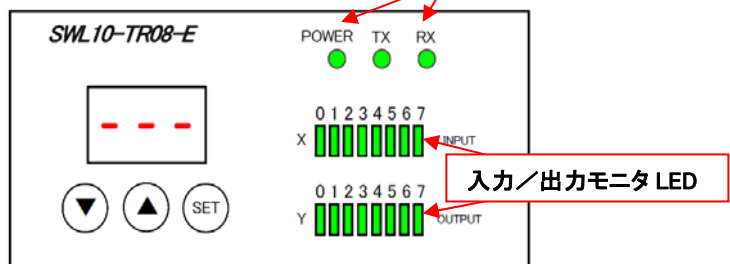 SWL10-TR08-E
POWER TX RX
- - -
0 1 2 3 4 5 6 7
X INPUT
入力／出力モニタ LED
▼ ▲ SET
0 1 2 3 4 5 6 7
Y OUTPUT